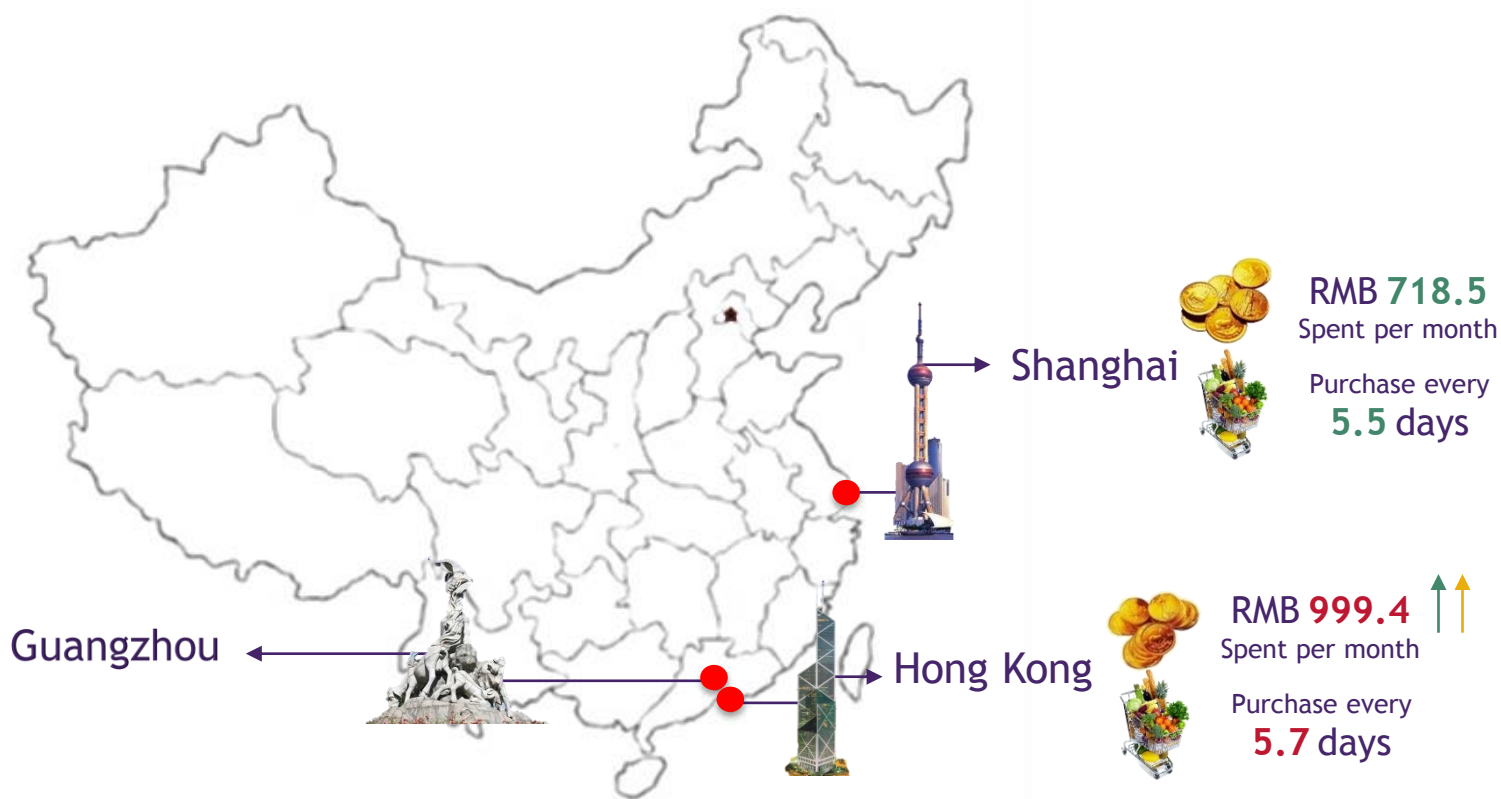 Shanghai
RMB 718.5
Spent per month
Purchase every
5.5 days
Guangzhou
Hong Kong
RMB 999.4
Spent per month
Purchase every
5.7 days